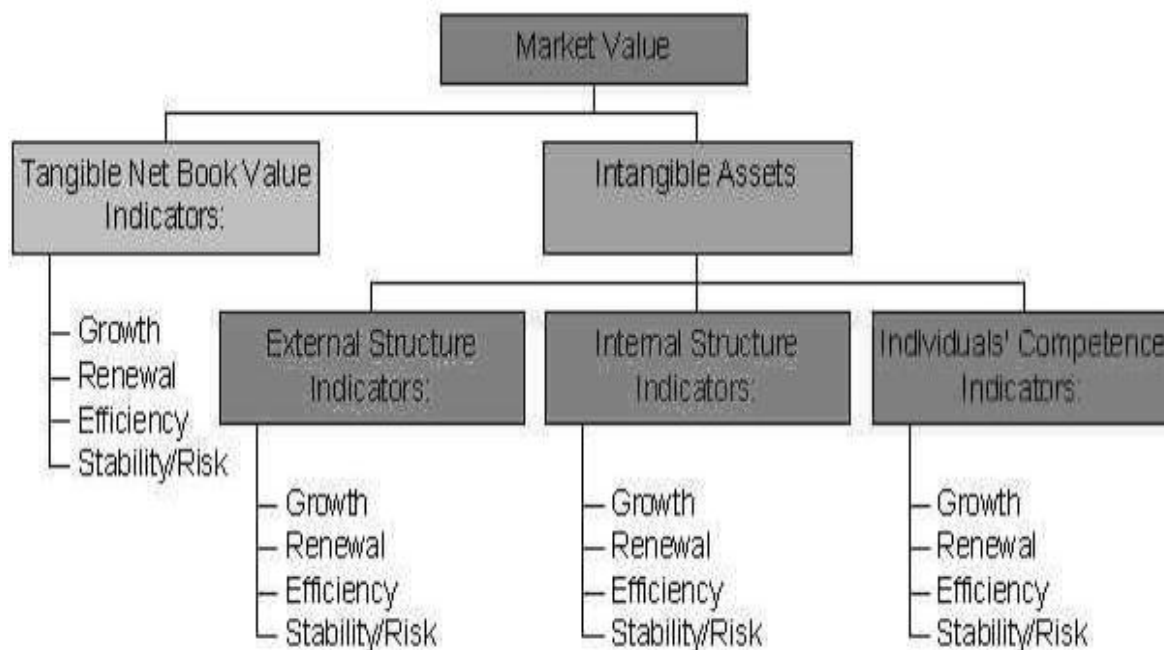 Market Value
Tangible Net Book Value
Indicators:
Growth
Renewal
Efficiency
Stability/Risk
Intangible Assets
External Structure
Indicators:
Growth
Renewal
Efficiency
Stability/Risk
Internal Structure
Indicators:
Growth
Renewal
Efficiency
Stability/Risk
Individuals' Competence
Indicators:
Growth
Renewal
Efficiency
Stability/Risk